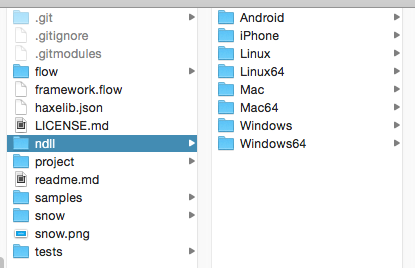 .git
.gitignore
.gitmodules
flow
framework.flow
haxelib.json
LICENSE.md
ndll
project
readme.md
samples
snow
snow.png
tests
Android
iPhone
Linux
Linux64
Mac
Mac64
Windows
Windows64